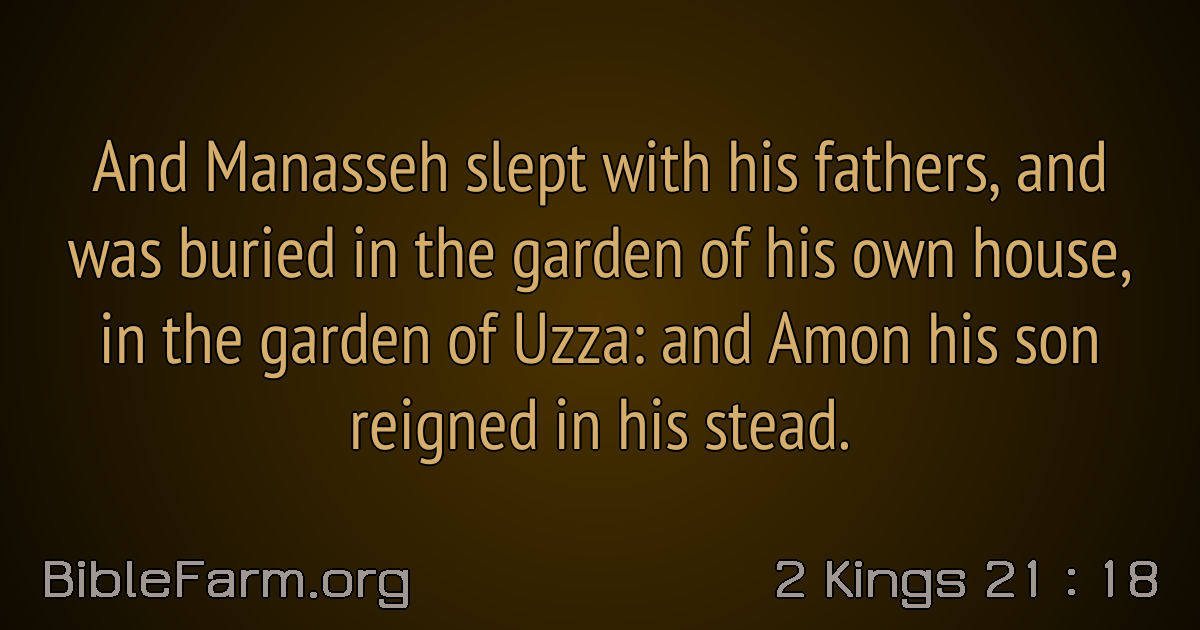 And Manasseh slept with his fathers, and
was buried in the garden of his own house,
in the garden of Uzza: and Amon his son
reigned in his stead.
BibleFarm.org
2 Kings 21 : 18